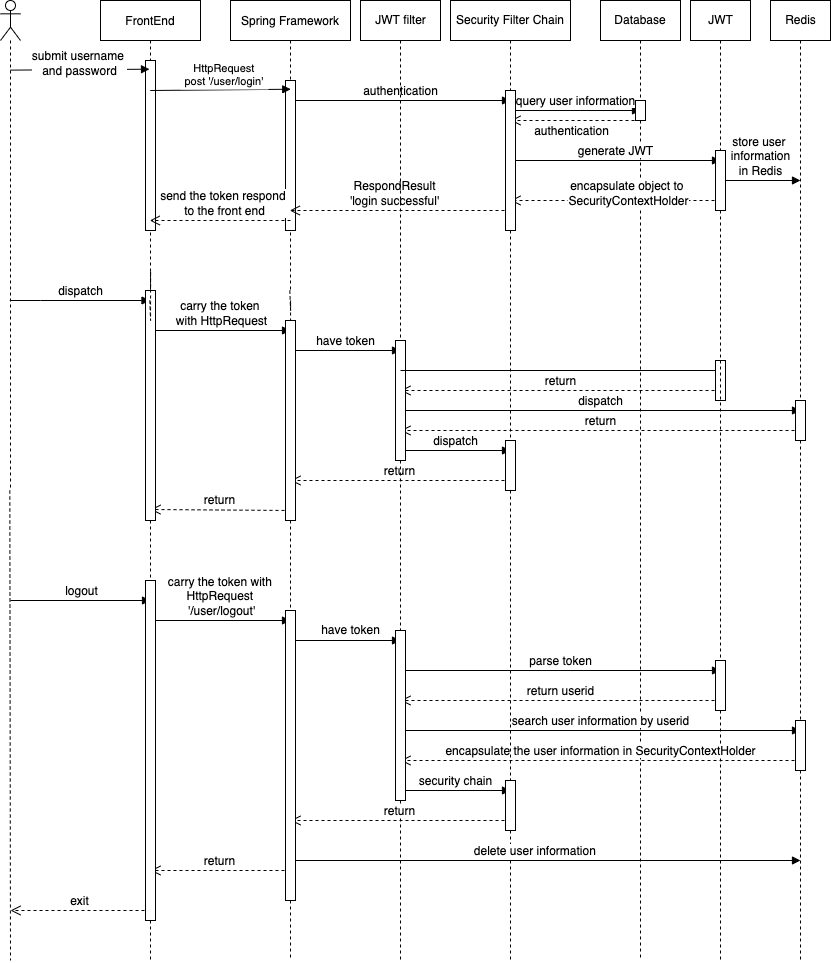 FrontEnd
Spring Framework
JWT filter
Security Filter Chain
Database
JWT
Redis
submit username
and password
HttpRequest
post '/user/login'
authentication
query user information
authentication
generate JWT
store user
information
in Redis
encapsulate object to
SecurityContextHolder
RespondResult
'login successful'
send the token respond
to the front end
dispatch
carry the token
with HttpRequest
have token
return
dispatch
return
dispatch
return
return
logout
carry the token with
HttpRequest
'/user/logout'
have token
parse token
return userid
search user information by userid
encapsulate the user information in SecurityContextHolder
security chain
return
delete user information
return
exit